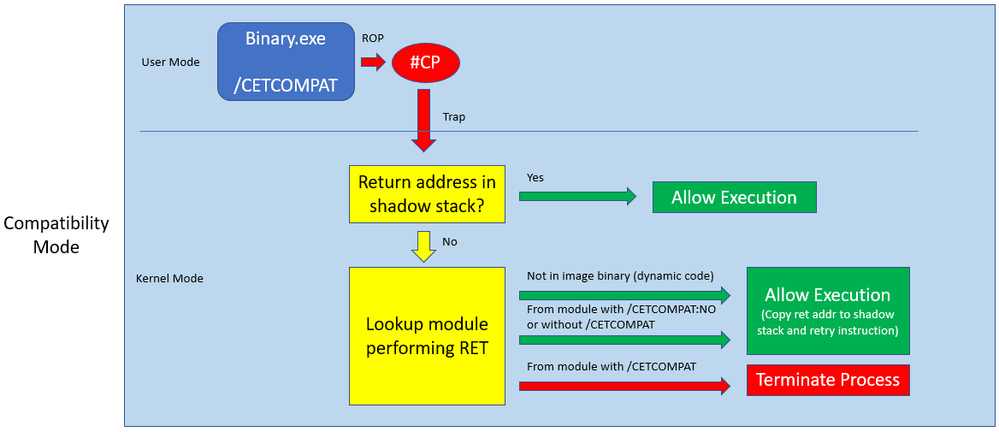 Binary.exe
/CETCOMPAT
ROP
#CP
User Mode
Trap
Return address in
shadow stack?
Yes
Allow Execution
No
Compatibility
Mode
Kernel Mode
Lookup module
performing RET
Not in image binary (dynamic code)
From module with /CETCOMPAT:NO
or without /CETCOMPAT
Allow Execution
(Copy ret addr to shadow
stack and retry instruction)
From module with /CETCOMPAT
Terminate Process